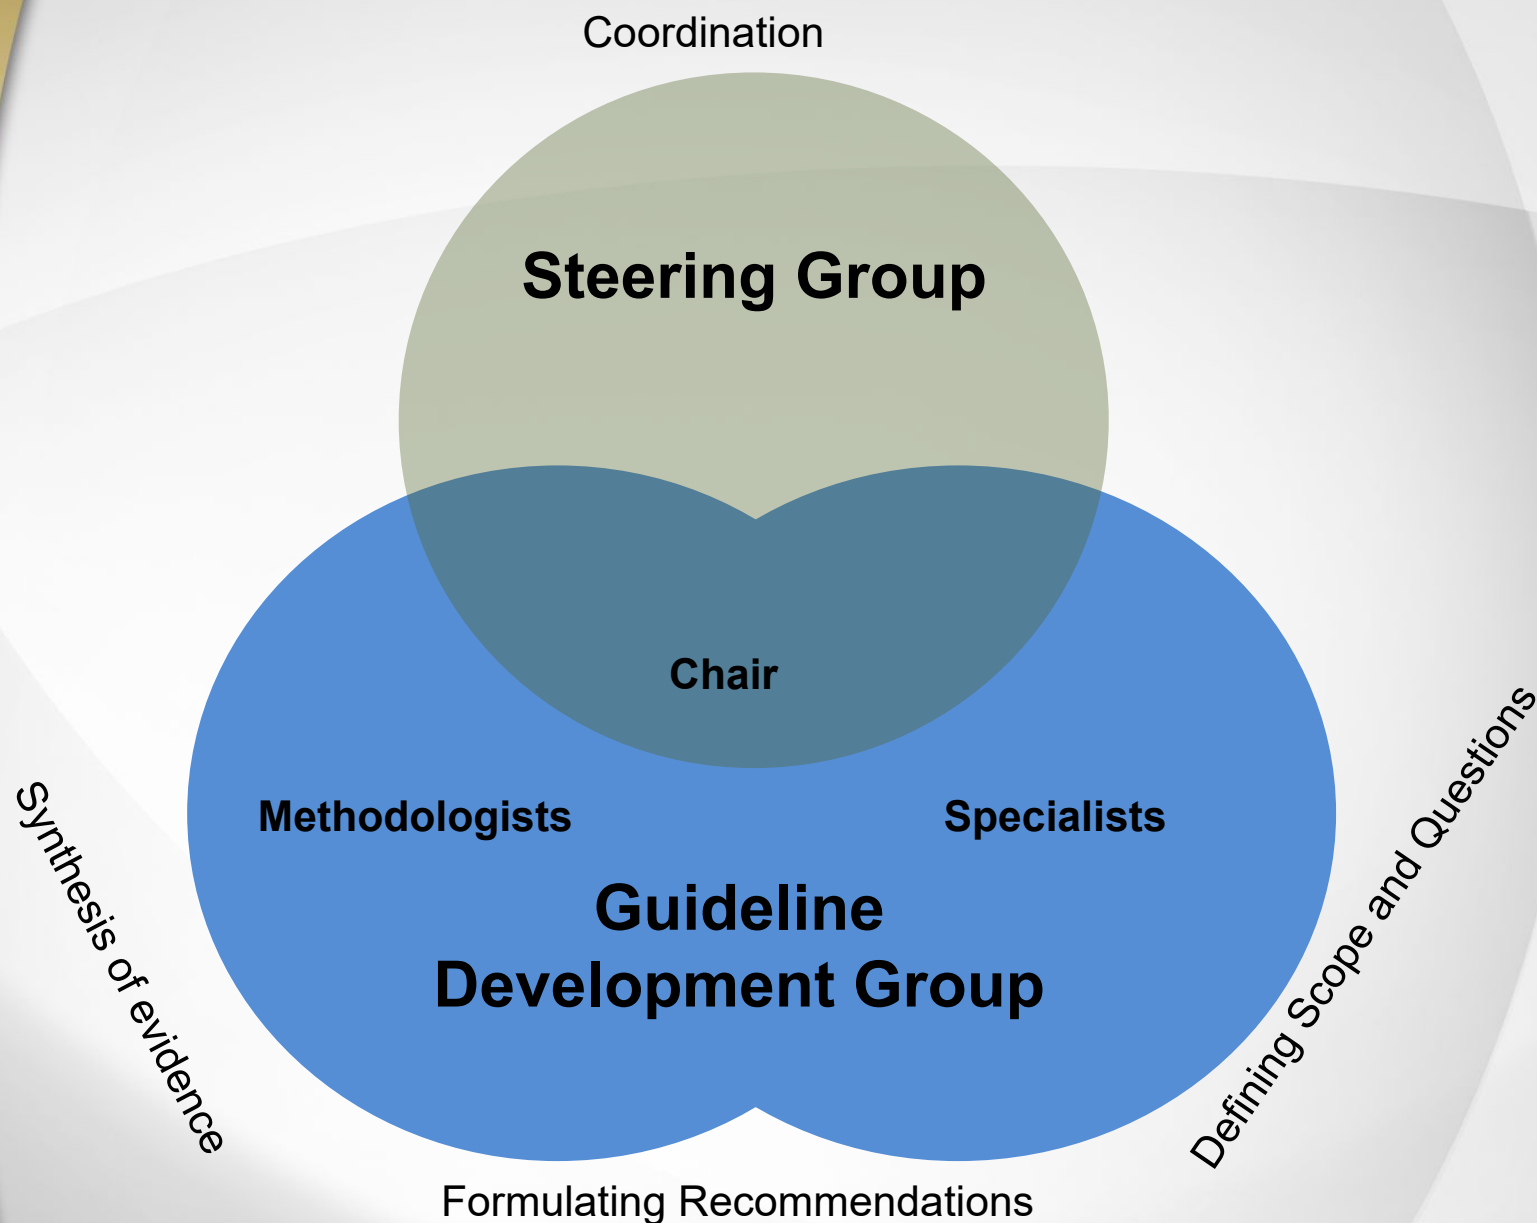 Coordination
Steering Group
Chair
Methodologists
Specialists
Guideline
Development Group
Synthesis of evidence
Defining Scope and Questions
Formulating Recommendations